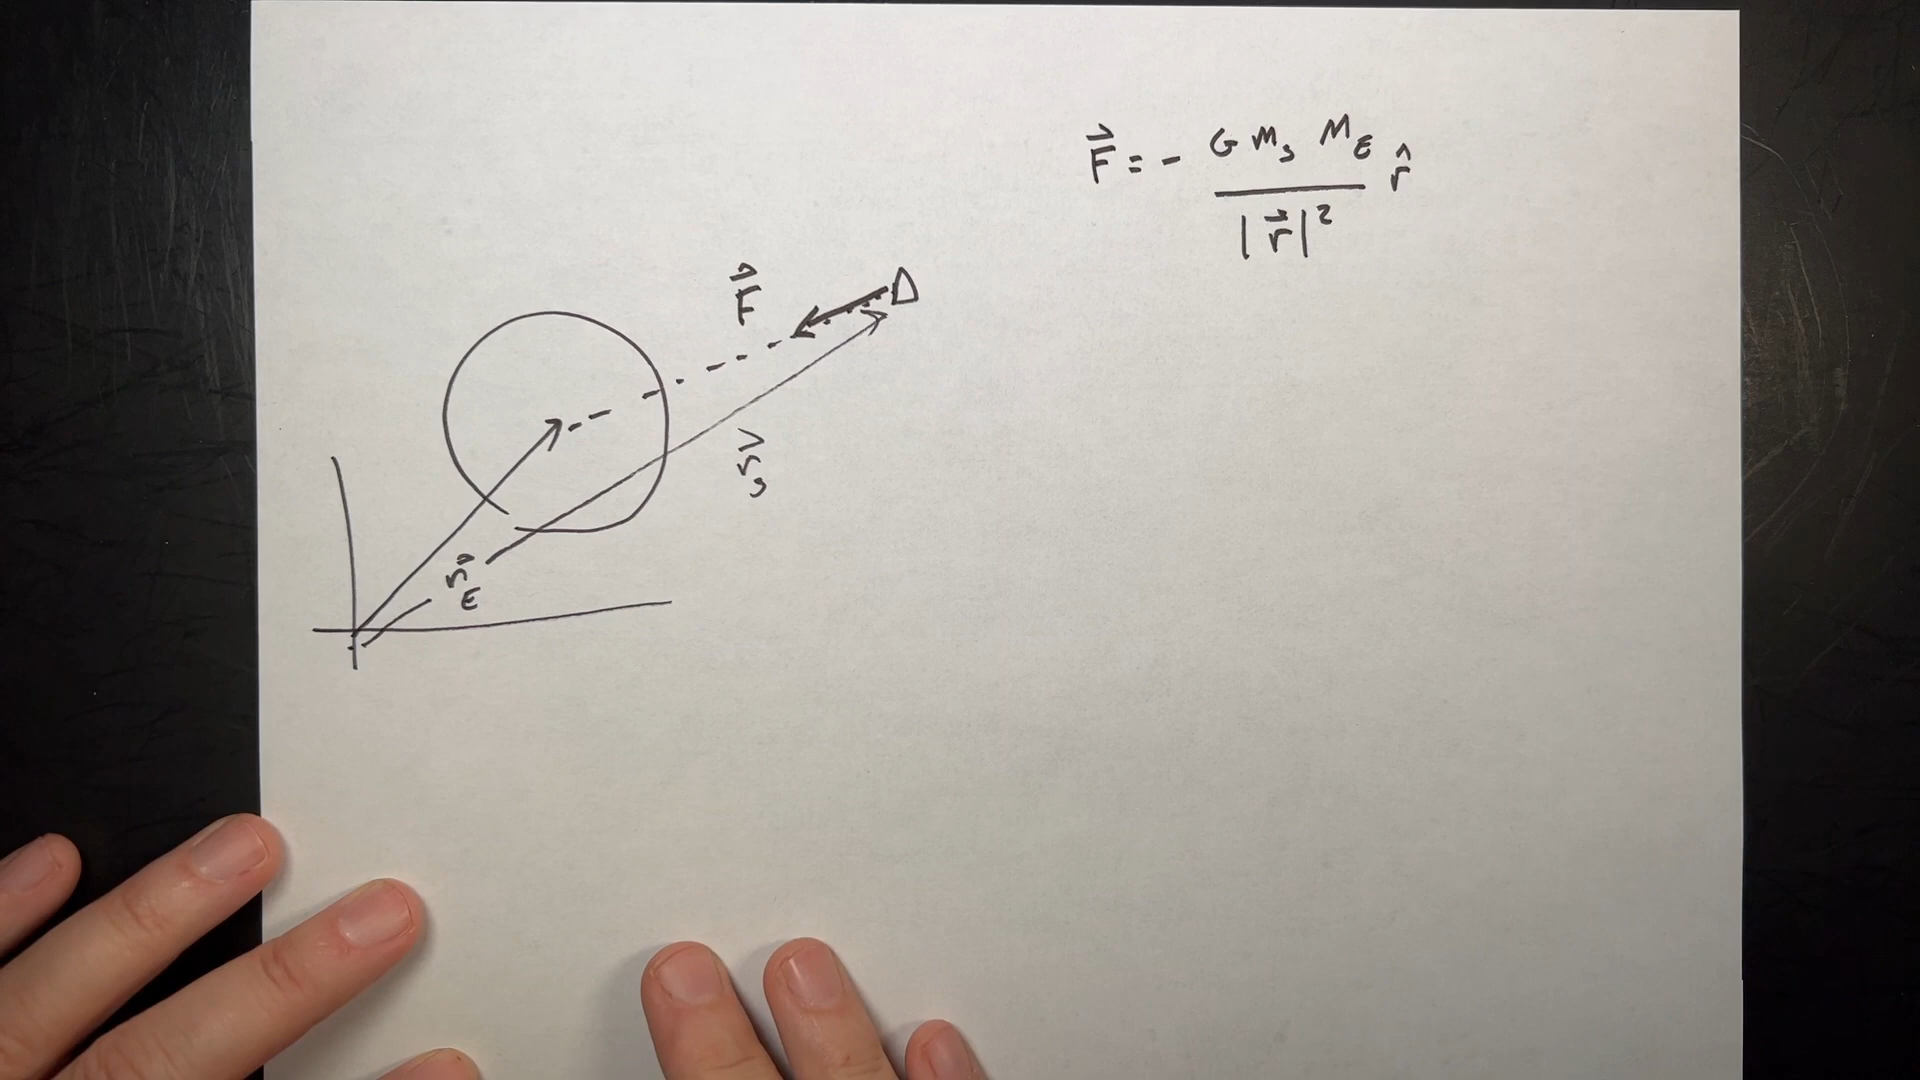 F⃗ = - G m_s M_E r̂
|r⃗|²
F⃗
r⃗_s
r⃗_E